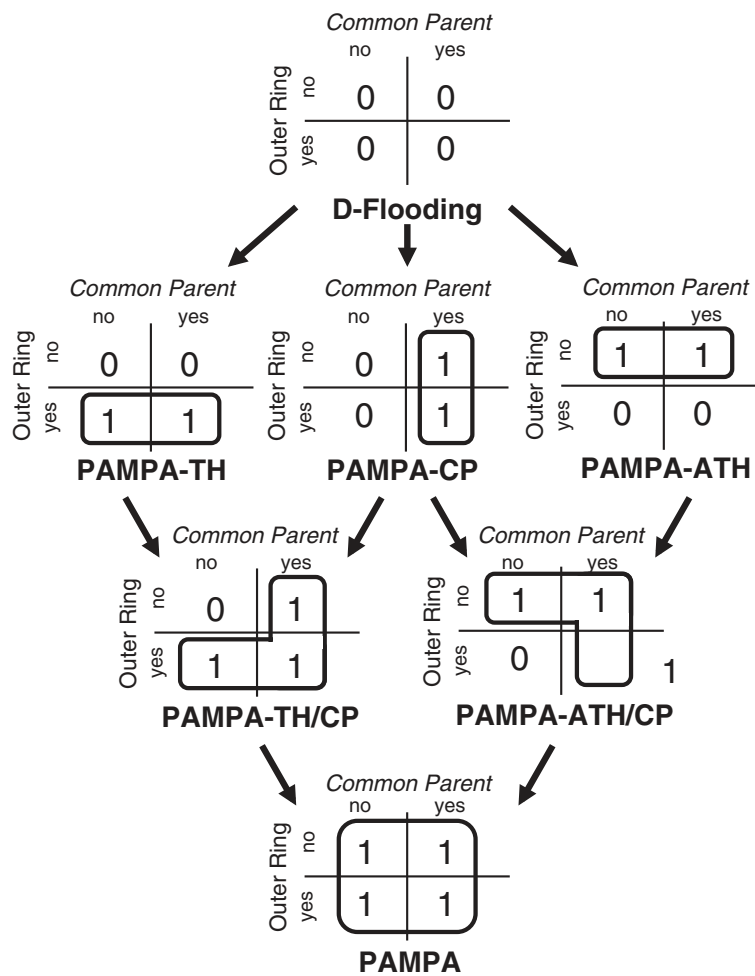 Common Parent
no yes
Outer Ring
no 0 0
yes 0 0
D-Flooding
Common Parent
no yes
Outer Ring
no 0 0
yes 1 1
PAMPA-TH
Common Parent
no yes
Outer Ring
no 0 1
yes 0 1
PAMPA-CP
Common Parent
no yes
Outer Ring
no 1 1
yes 0 0
PAMPA-ATH
Common Parent
no yes
Outer Ring
no 0 1
yes 1 1
PAMPA-TH/CP
Common Parent
no yes
Outer Ring
no 1 1
yes 0 1
PAMPA-ATH/CP
Common Parent
no yes
Outer Ring
no 1 1
yes 1 1
PAMPA